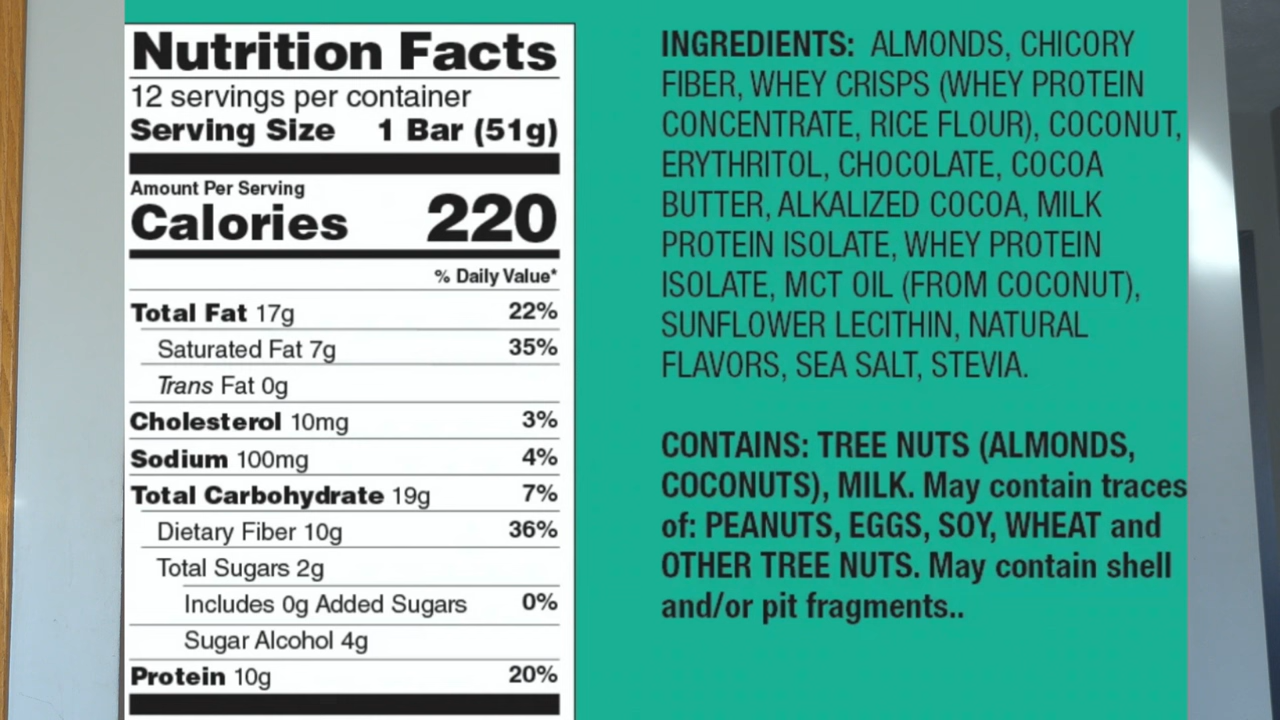 Nutrition Facts
12 servings per container
Serving Size 1 Bar (51g)
Amount Per Serving
Calories 220
% Daily Value*
Total Fat 17g 22%
Saturated Fat 7g 35%
Trans Fat 0g
Cholesterol 10mg 3%
Sodium 100mg 4%
Total Carbohydrate 19g 7%
Dietary Fiber 10g 36%
Total Sugars 2g
Includes 0g Added Sugars 0%
Sugar Alcohol 4g
Protein 10g 20%
INGREDIENTS: ALMONDS, CHICORY
FIBER, WHEY CRISPS (WHEY PROTEIN
CONCENTRATE, RICE FLOUR), COCONUT,
ERYTHRITOL, CHOCOLATE, COCOA
BUTTER, ALKALIZED COCOA, MILK
PROTEIN ISOLATE, WHEY PROTEIN
ISOLATE, MCT OIL (FROM COCONUT),
SUNFLOWER LECITHIN, NATURAL
FLAVORS, SEA SALT, STEVIA.
CONTAINS: TREE NUTS (ALMONDS,
COCONUTS), MILK. May contain traces
of: PEANUTS, EGGS, SOY, WHEAT and
OTHER TREE NUTS. May contain shell
and/or pit fragments..